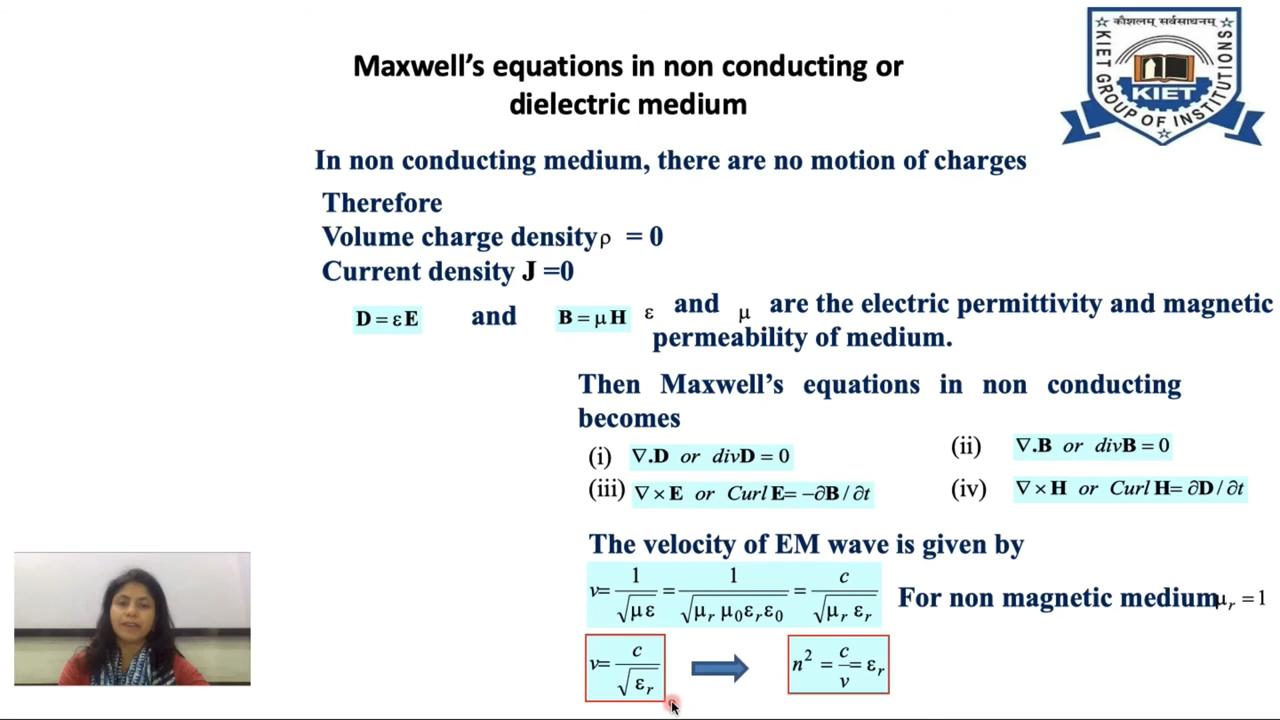 Maxwell's equations in non conducting or
dielectric medium
☆ कौशलम् सर्वसाधनम् ☆
KIET GROUP OF INSTITUTIONS
KIET
In non conducting medium, there are no motion of charges
Therefore
Volume charge density ρ = 0
Current density J =0
D = εE and B = μH ε and μ are the electric permittivity and magnetic
permeability of medium.
Then Maxwell's equations in non conducting
becomes
(i) ∇.D or divD = 0 (ii) ∇.B or divB = 0
(iii) ∇×E or Curl E= −∂B/∂t (iv) ∇×H or Curl H= ∂D/∂t
The velocity of EM wave is given by
v= 1/√με = 1/√μr μ0εrε0 = c/√μr εr For non magnetic medium μr = 1
v= c/√εr n² = c/v = εr